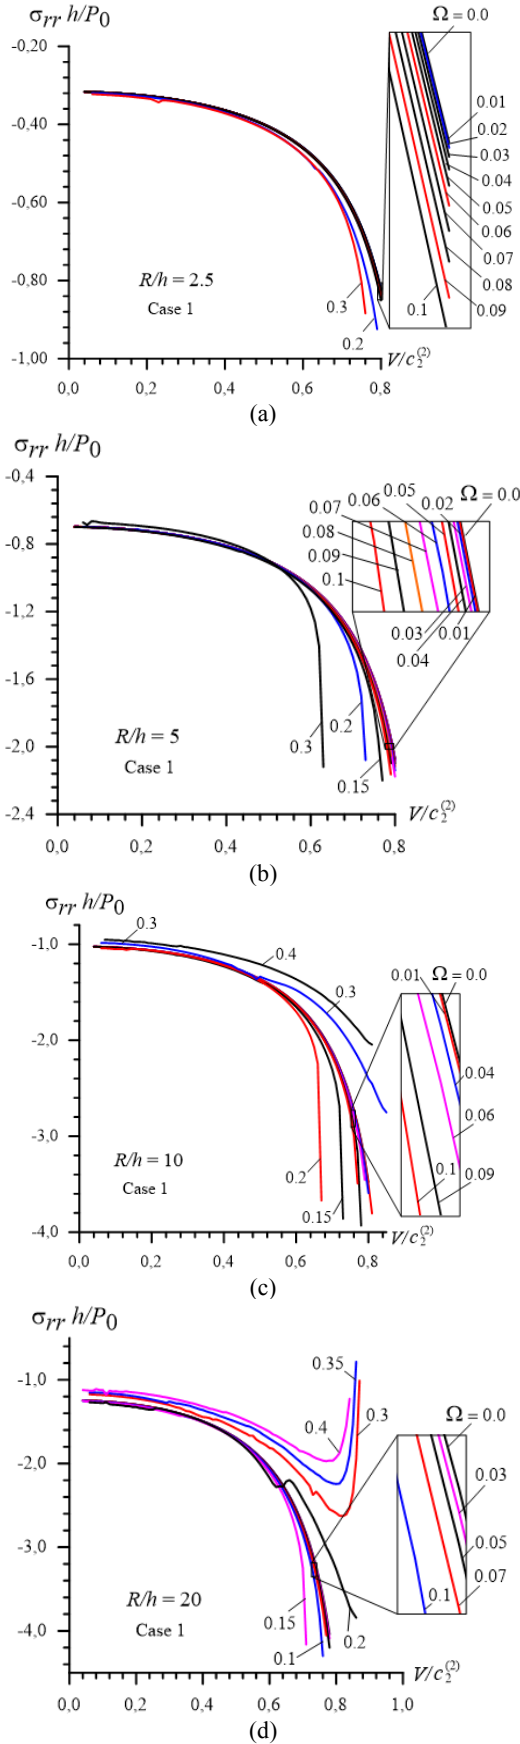 σrr h/P0
Ω = 0.0
-0,20
0.01
-0,40
0.02
0.03
0.04
-0,60
0.05
0.06
0.07
-0,80
R/h = 2.5
0.08
Case 1
0.3
0.1
0.09
0.2
-1,00
V/c2(2)
0,0 0,2 0,4 0,6 0,8
(a)
σrr h/P0
-0,4
0.05
0.06
0.02
Ω = 0.0
0.07
0.08
-0,8
0.09
0.1
-1,2
0.03
0.01
0.04
-1,6
0.2
R/h = 5
0.3
-2,0
Case 1
0.15
-2,4
V/c2(2)
0,0 0,2 0,4 0,6 0,8
(b)
σrr h/P0
0.3
-1,0
0.4
0.01
Ω = 0.0
0.3
-2,0
0.04
0.06
-3,0
R/h = 10
0.1
0.09
Case 1
0.2
0.15
-4,0
V/c2(2)
0,0 0,2 0,4 0,6 0,8
(c)
σrr h/P0
-1,0
0.35
0.4
0.3
Ω = 0.0
-2,0
0.03
-3,0
0.05
0.1
0.07
R/h = 20
0.15
-4,0
Case 1
0.2
0.1
V/c2(2)
0,0 0,2 0,4 0,6 0,8 1,0
(d)